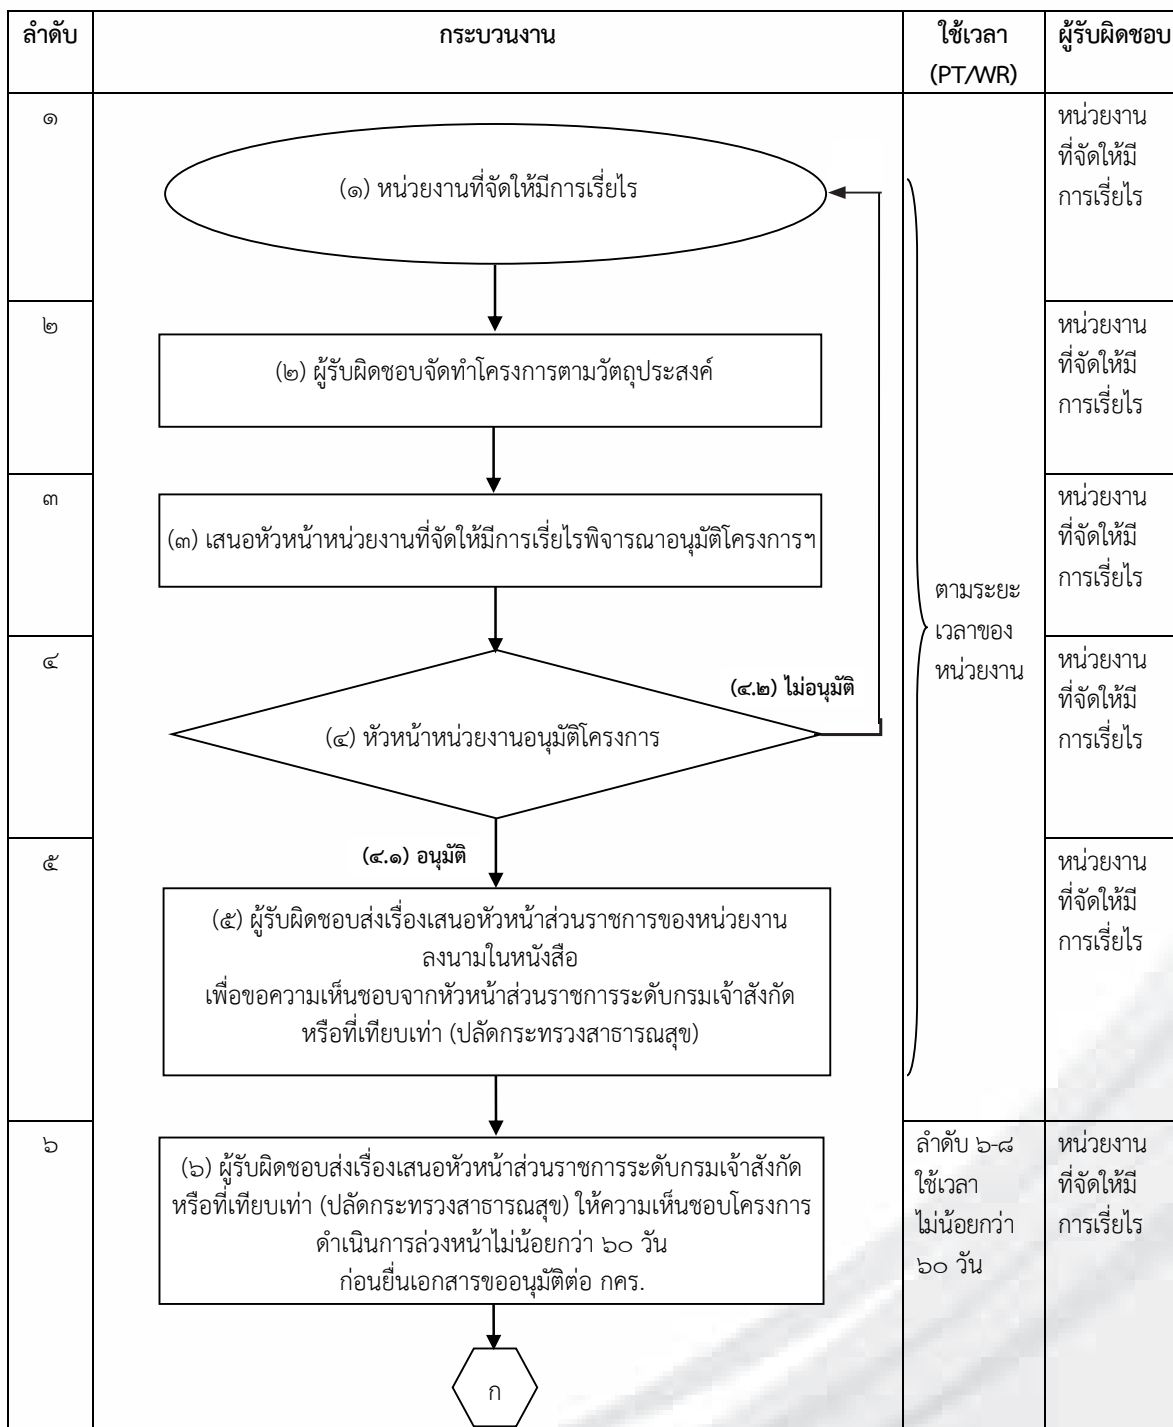 ลำดับ
กระบวนงาน
ใช้เวลา
(PT/WR)
ผู้รับผิดชอบ
๑
(๑) หน่วยงานที่จัดให้มีการเรี่ยไร
หน่วยงาน
ที่จัดให้มี
การเรี่ยไร
๒
(๒) ผู้รับผิดชอบจัดทำโครงการตามวัตถุประสงค์
หน่วยงาน
ที่จัดให้มี
การเรี่ยไร
๓
(๓) เสนอหัวหน้าหน่วยงานที่จัดให้มีการเรี่ยไรพิจารณาอนุมัติโครงการฯ
หน่วยงาน
ที่จัดให้มี
การเรี่ยไร
ตามระยะ
เวลาของ
หน่วยงาน
๔
(๔.๒) ไม่อนุมัติ
(๔) หัวหน้าหน่วยงานอนุมัติโครงการ
หน่วยงาน
ที่จัดให้มี
การเรี่ยไร
(๔.๑) อนุมัติ
๕
(๕) ผู้รับผิดชอบส่งเรื่องเสนอหัวหน้าส่วนราชการของหน่วยงาน
ลงนามในหนังสือ
เพื่อขอความเห็นชอบจากหัวหน้าส่วนราชการระดับกรมเจ้าสังกัด
หรือที่เทียบเท่า (ปลัดกระทรวงสาธารณสุข)
หน่วยงาน
ที่จัดให้มี
การเรี่ยไร
๖
(๖) ผู้รับผิดชอบส่งเรื่องเสนอหัวหน้าส่วนราชการระดับกรมเจ้าสังกัด
หรือที่เทียบเท่า (ปลัดกระทรวงสาธารณสุข) ให้ความเห็นชอบโครงการ
ดำเนินการล่วงหน้าไม่น้อยกว่า ๖๐ วัน
ก่อนยื่นเอกสารขออนุมัติต่อ กคร.
ลำดับ ๖-๘
ใช้เวลา
ไม่น้อยกว่า
๖๐ วัน
หน่วยงาน
ที่จัดให้มี
การเรี่ยไร
ก